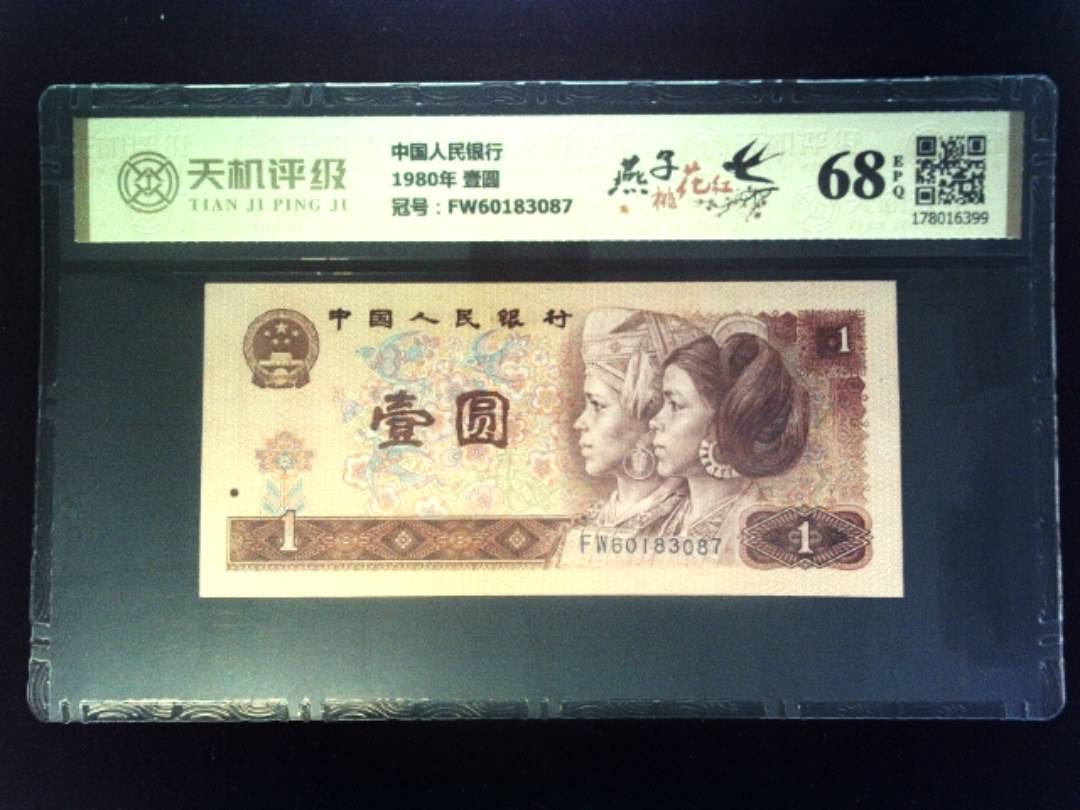 天机评级
TIAN JI PING JI
中国人民银行
1980年 壹圆
冠号：FW60183087
燕子
桃花红
68
EPQ
178016399
中国人民银行
1
壹圆
1
FW60183087
1